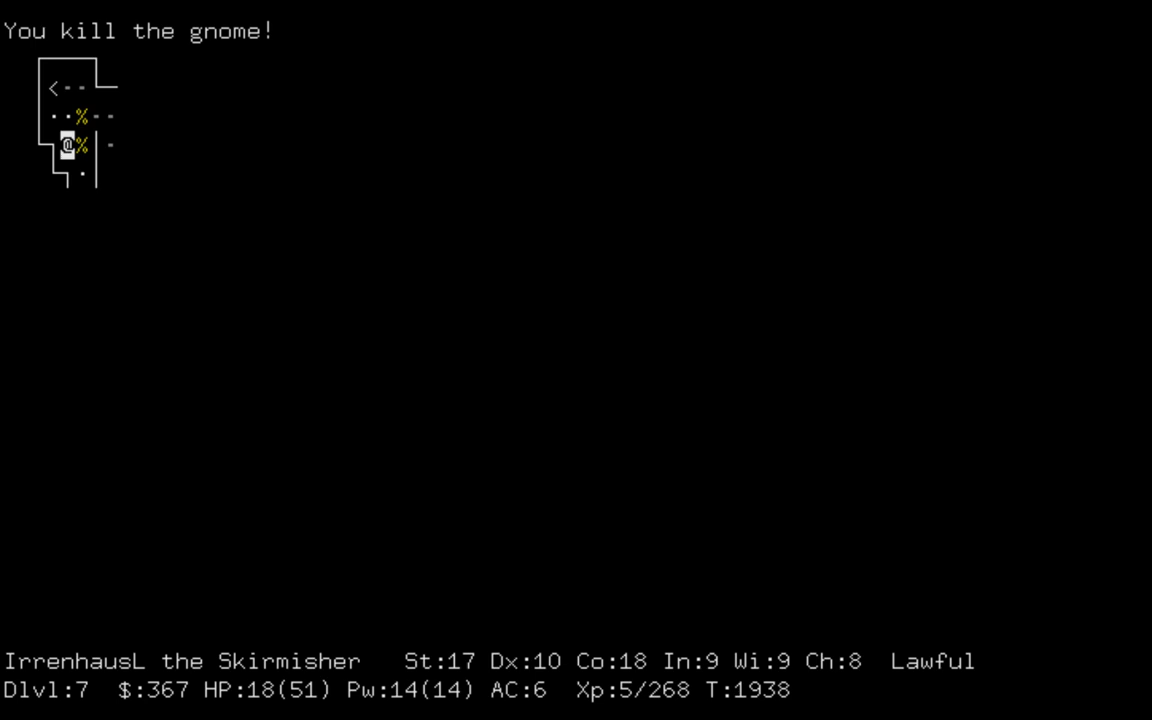 You kill the gnome!
<--
..%--
@%|-
.
IrrenhausL the Skirmisher St:17 Dx:10 Co:18 In:9 Wi:9 Ch:8 Lawful
Dlvl:7 $:367 HP:18(51) Pw:14(14) AC:6 Xp:5/268 T:1938